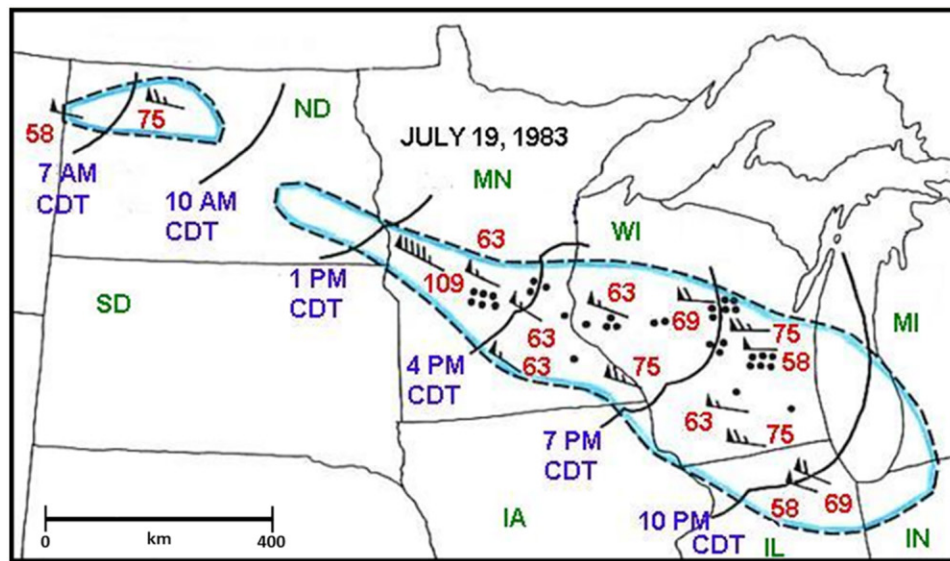 ND
JULY 19, 1983
MN
58
75
7 AM
CDT
10 AM
CDT
63
WI
1 PM
CDT
109
SD
63
69
75
MI
63
58
4 PM
CDT
63
75
63
75
7 PM
CDT
10 PM
CDT
58
69
IA
IL
IN
0
km
400